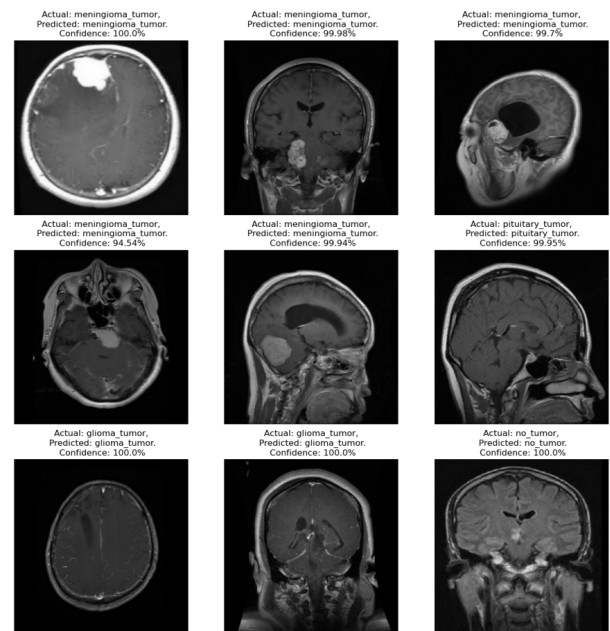 Actual: meningioma_tumor,
Predicted: meningioma_tumor.
Confidence: 100.0%
Actual: meningioma_tumor,
Predicted: meningioma_tumor.
Confidence: 99.98%
Actual: meningioma_tumor,
Predicted: meningioma_tumor.
Confidence: 99.7%
Actual: meningioma_tumor,
Predicted: meningioma_tumor.
Confidence: 94.54%
Actual: meningioma_tumor,
Predicted: meningioma_tumor.
Confidence: 99.94%
Actual: pituitary_tumor,
Predicted: pituitary_tumor.
Confidence: 99.95%
Actual: glioma_tumor,
Predicted: glioma_tumor.
Confidence: 100.0%
Actual: glioma_tumor,
Predicted: glioma_tumor.
Confidence: 100.0%
Actual: no_tumor,
Predicted: no_tumor.
Confidence: 100.0%